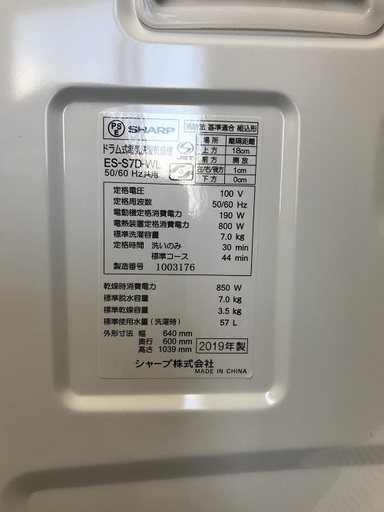 PSE SHARP
ドラム式電気洗濯乾燥機
ES-S7D-WL
50/60 Hz共用
JET
消防法 基準適合 組込形
場所 離隔距離
上方 18cm
前方 開放
左/右/後方 1cm
下方 0cm
定格電圧 100 V
定格周波数 50/60 Hz
電動機定格消費電力 190 W
電熱装置定格消費電力 800 W
標準洗濯容量 7.0 kg
定格時間 洗いのみ 30 min
標準コース 44 min
製造番号 1003176
乾燥時消費電力 850 W
標準脱水容量 7.0 kg
標準乾燥容量 3.5 kg
標準使用水量(洗濯時) 57 L
外形寸法 幅 640 mm
奥行 600 mm
高さ 1039 mm
2019年製
シャープ株式会社
MADE IN CHINA